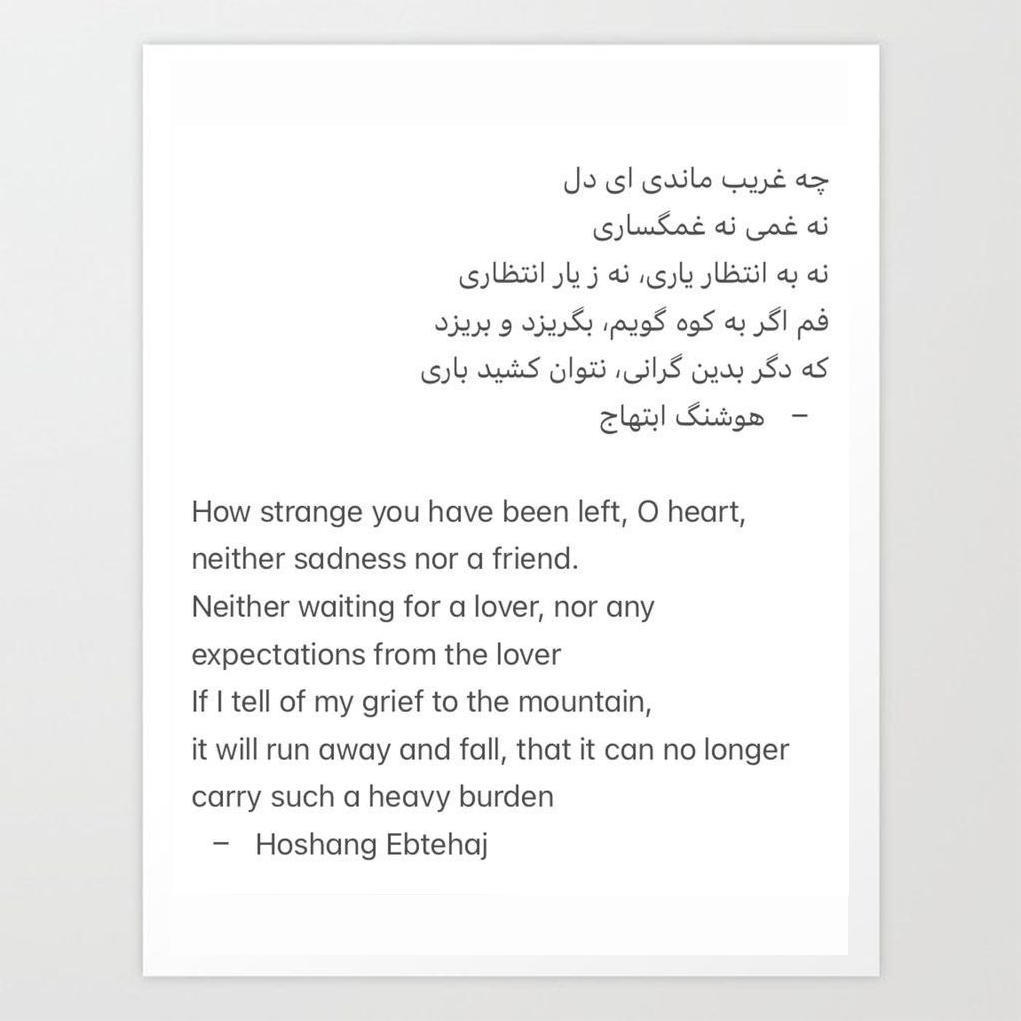 چه غریب ماندی ای دل
نه غمی نه غمگساری
نه به انتظار یاری، نه ز یار انتظاری
فم اگر به کوه گویم، بگریزد و بریزد
که دگر بدین گرانی، نتوان کشید باری
– هوشنگ ابتهاج
How strange you have been left, O heart,
neither sadness nor a friend.
Neither waiting for a lover, nor any
expectations from the lover
If I tell of my grief to the mountain,
it will run away and fall, that it can no longer
carry such a heavy burden
– Hoshang Ebtehaj